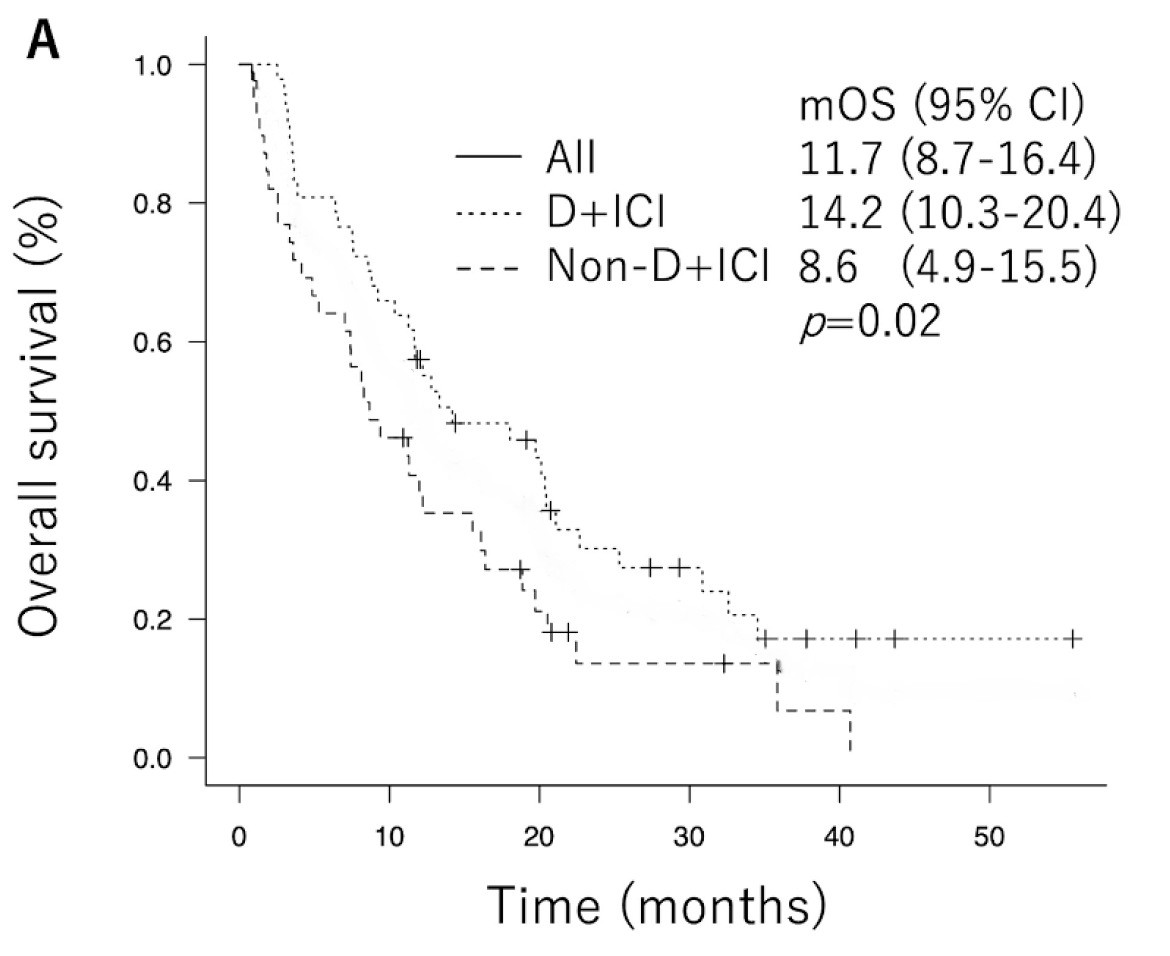 A
Overall survival (%)
1.0
0.8
0.6
0.4
0.2
0.0
mOS (95% CI)
All 11.7 (8.7-16.4)
D+ICI 14.2 (10.3-20.4)
Non-D+ICI 8.6 (4.9-15.5)
p=0.02
0 10 20 30 40 50
Time (months)